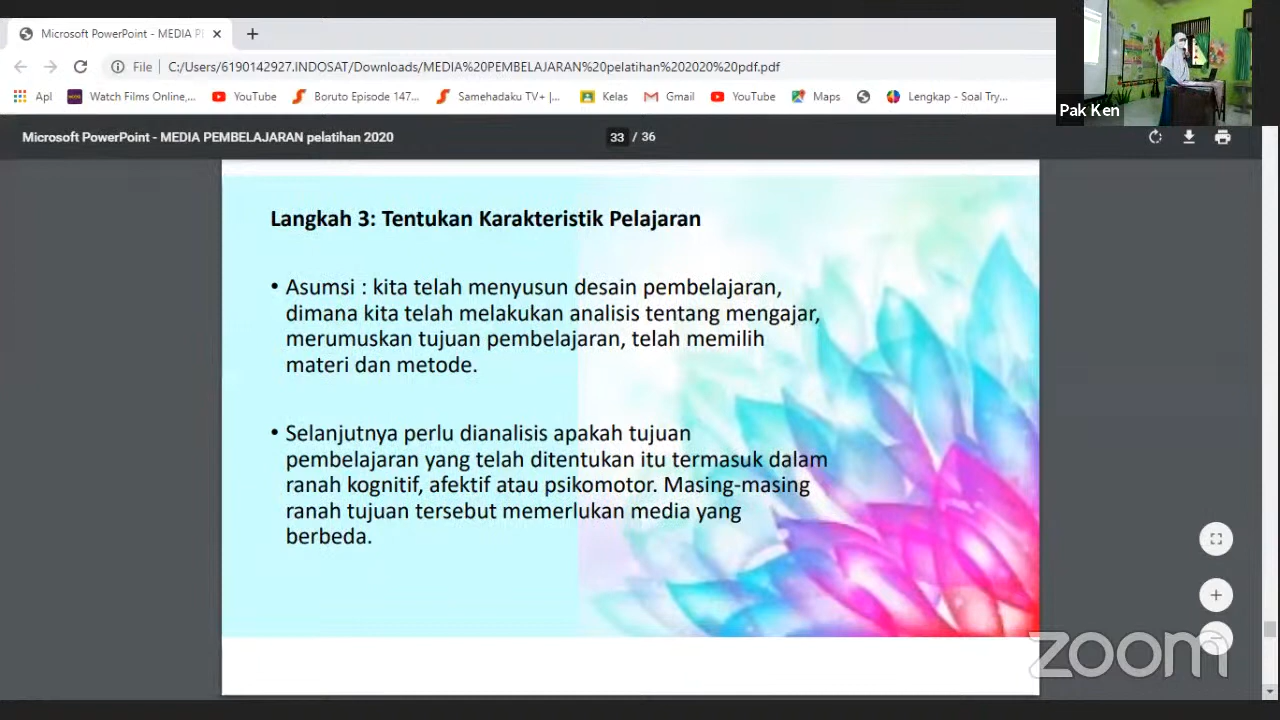 Microsoft PowerPoint - MEDIA P
File
C:/Users/6190142927.INDOSAT/Downloads/MEDIA%20PEMBELAJARAN%20pelatihan%202020%20pdf.pdf
Apl
Watch Films Online,...
YouTube
Boruto Episode 147...
Samehadaku TV+ |...
Kelas
Gmail
YouTube
Maps
Lengkap - Soal Try...
Pak Ken
Microsoft PowerPoint - MEDIA PEMBELAJARAN pelatihan 2020
33 / 36
Langkah 3: Tentukan Karakteristik Pelajaran
• Asumsi : kita telah menyusun desain pembelajaran,
dimana kita telah melakukan analisis tentang mengajar,
merumuskan tujuan pembelajaran, telah memilih
materi dan metode.
• Selanjutnya perlu dianalisis apakah tujuan
pembelajaran yang telah ditentukan itu termasuk dalam
ranah kognitif, afektif atau psikomotor. Masing-masing
ranah tujuan tersebut memerlukan media yang
berbeda.
zoom